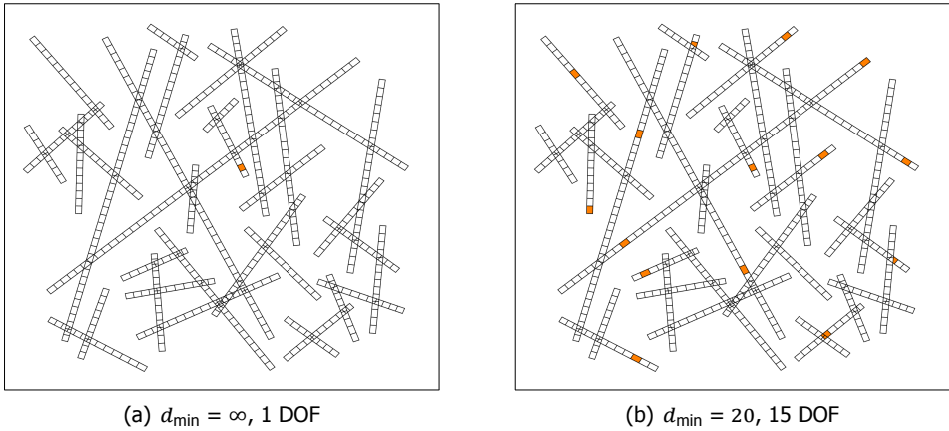 (a) d_min = ∞, 1 DOF
(b) d_min = 20, 15 DOF